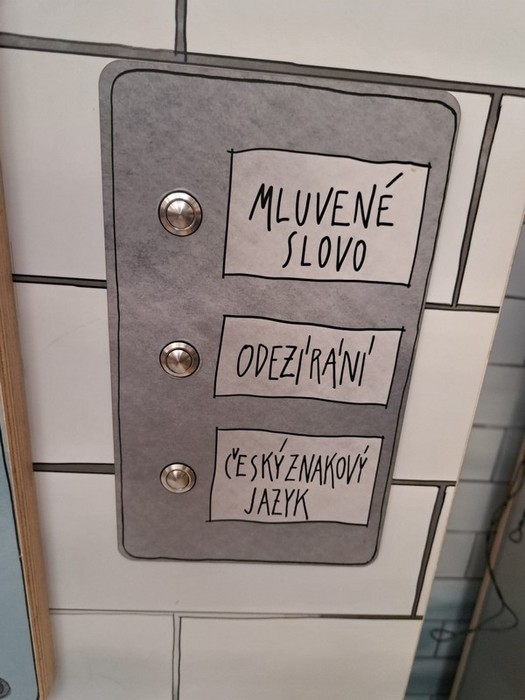 MLUVENÉ
SLOVO
ODEZÍRÁNÍ
ČESKÝ ZNAKOVÝ
JAZYK